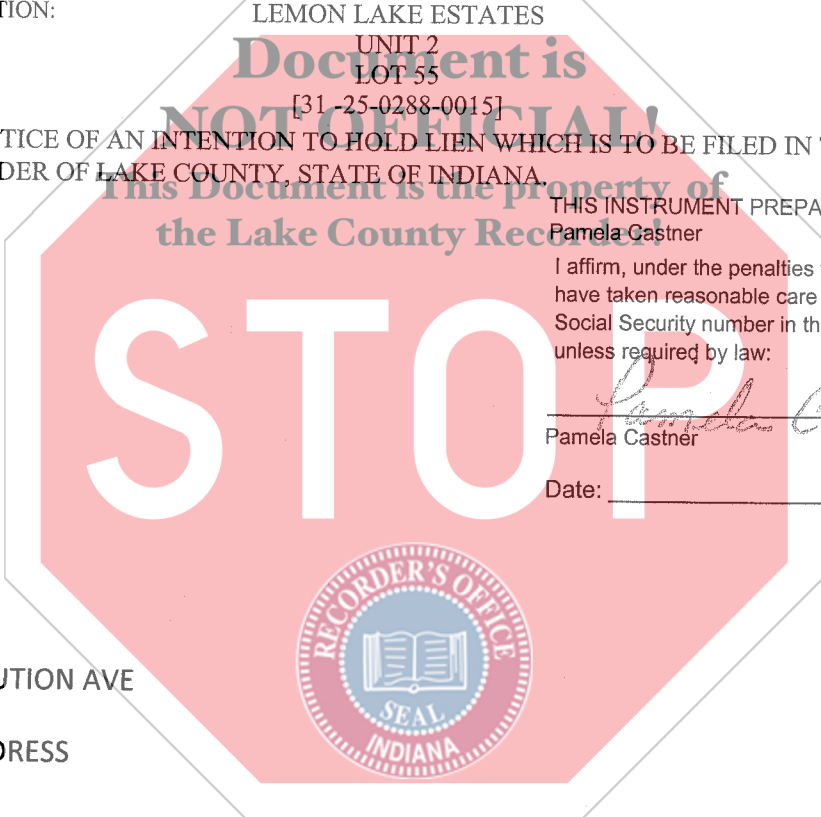 TION:
LEMON LAKE ESTATES
UNIT 2
LOT 55
[31 -25-0288-0015]
TICE OF AN INTENTION TO HOLD LIEN WHICH IS TO BE FILED IN
DER OF LAKE COUNTY, STATE OF INDIANA.
Document is
NOT OFFICIAL!
This Document is the property of
the Lake County Recorder!
THIS INSTRUMENT PREPA
Pamela Castner
I affirm, under the penalties
have taken reasonable care
Social Security number in th
unless required by law:
Pamela C
Pamela Castner
Date:
STOP
RECORDER'S OFFICE
SEAL
INDIANA
UTION AVE
DRESS